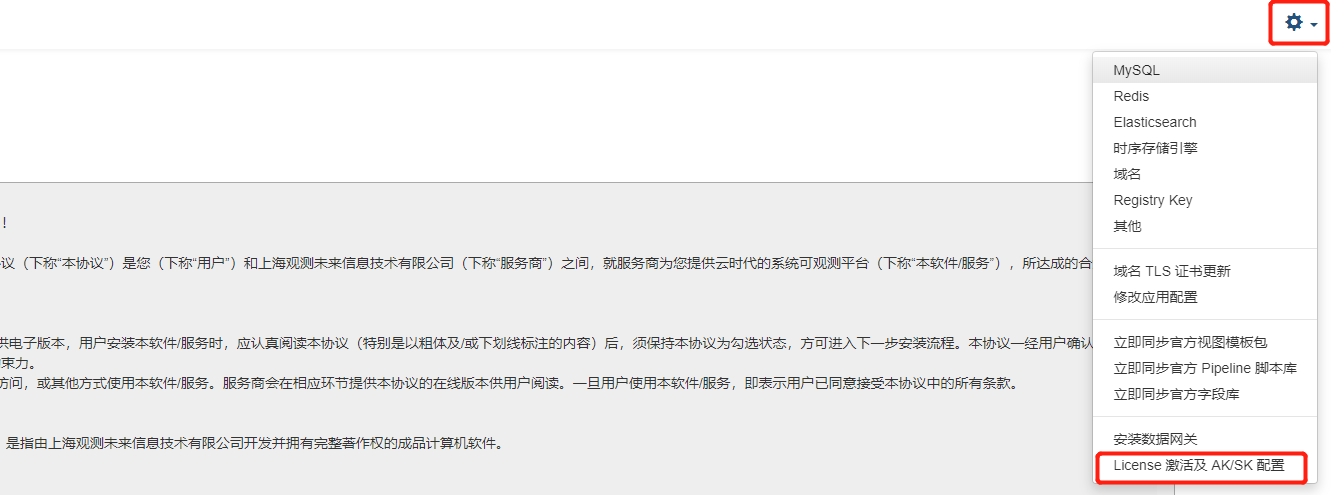 MySQL
Redis
Elasticsearch
时序存储引擎
域名
Registry Key
其他
域名 TLS 证书更新
修改应用配置
立即同步官方视图模板包
立即同步官方 Pipeline 脚本库
立即同步官方字段库
安装数据网关
License 激活及 AK/SK 配置
！
议（下称“本协议”）是您（下称“用户”）和上海观测未来信息技术有限公司（下称“服务商”）之间，就服务商为您提供云时代的系统可观测平台（下称“本软件/服务”），所达成的合
供电子版本，用户安装本软件/服务时，应认真阅读本协议（特别是以粗体及/或下划线标注的内容）后，须保持本协议为勾选状态，方可进入下一步安装流程。本协议一经用户确认
束力。
访问，或其他方式使用本软件/服务。服务商会在相应环节提供本协议的在线版本供用户阅读。一旦用户使用本软件/服务，即表示用户已同意接受本协议中的所有条款。
是指由上海观测未来信息技术有限公司开发并拥有完整著作权的成品计算机软件。